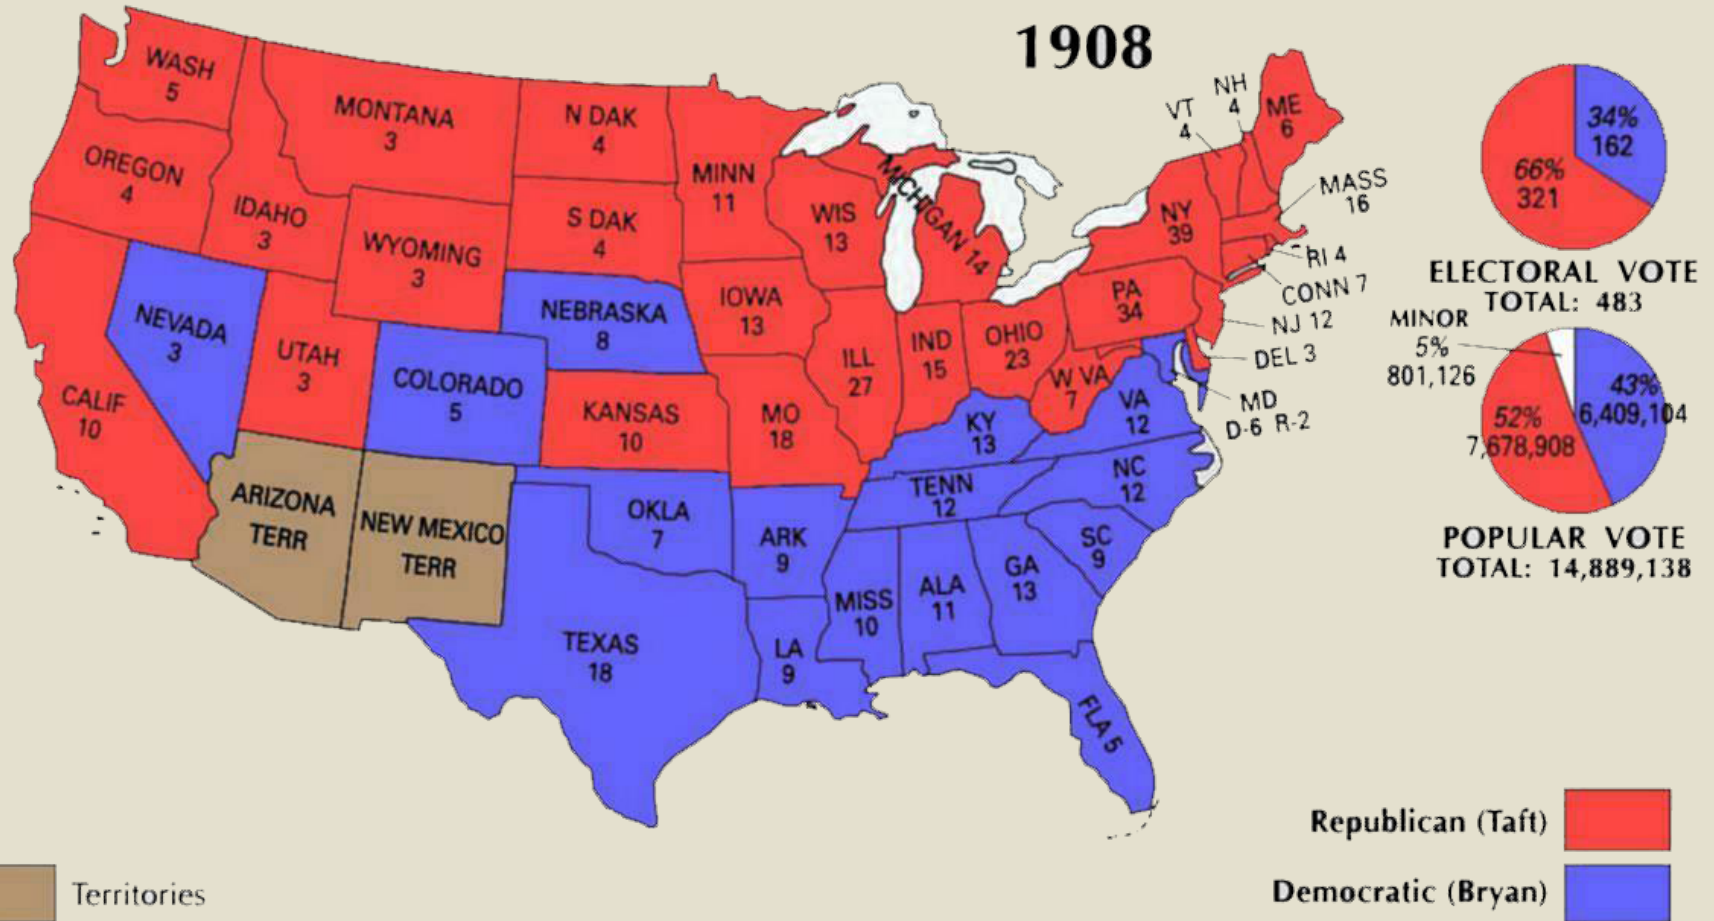 1908
WASH
5
MONTANA
3
N DAK
4
MINN
11
OREGON
4
IDAHO
3
WYOMING
3
S DAK
4
WIS
13
MICHIGAN 14
VT
4
NH
4
ME
6
NY
39
MASS
16
RI 4
CONN 7
NJ 12
DEL 3
MD
D-6 R-2
CALIF
10
NEVADA
3
UTAH
3
COLORADO
5
NEBRASKA
8
KANSAS
10
IOWA
13
MO
18
ILL
27
IND
15
OHIO
23
PA
34
W VA
7
VA
12
KY
13
TENN
12
NC
12
SC
9
GA
13
ALA
11
MISS
10
ARK
9
LA
9
OKLA
7
TEXAS
18
FLA 5
ARIZONA
TERR
NEW MEXICO
TERR
34%
162
66%
321
ELECTORAL VOTE
TOTAL: 483
MINOR
5%
801,126
43%
6,409,104
52%
7,678,908
POPULAR VOTE
TOTAL: 14,889,138
Republican (Taft)
Democratic (Bryan)
Territories